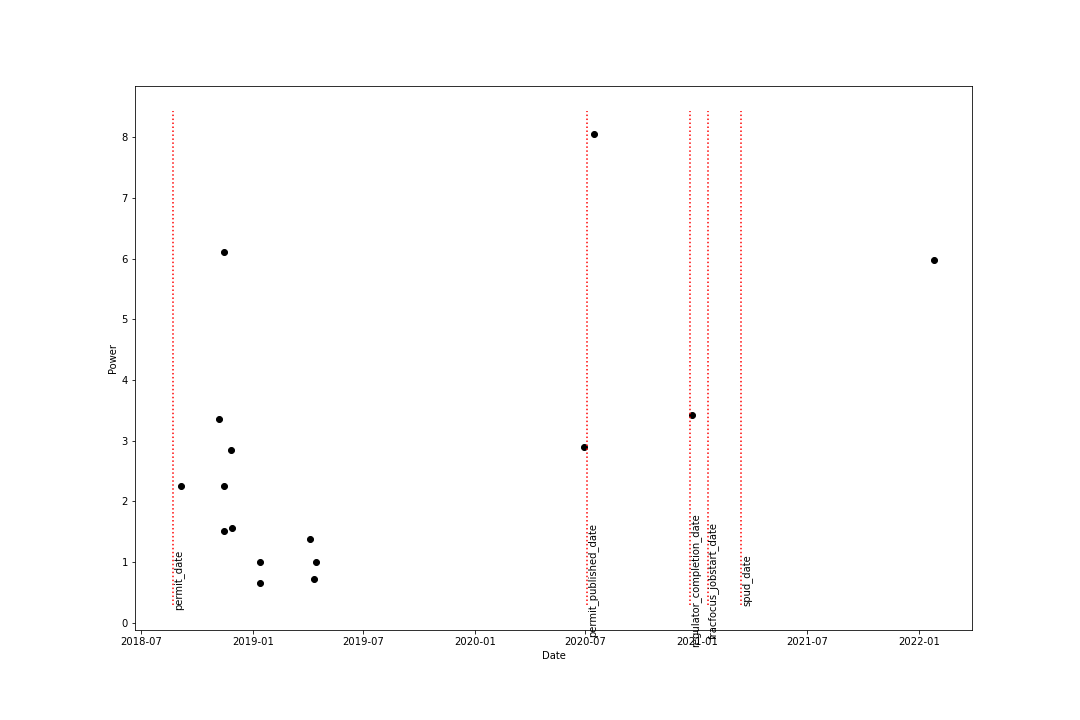 8
7
6
5
4
3
2
1
0
Power
permit_date
permit_published_date
regulator_completion_date
fracfocus_jobstart_date
spud_date
2018-07 2019-01 2019-07 2020-01 2020-07 2021-01 2021-07 2022-01
Date